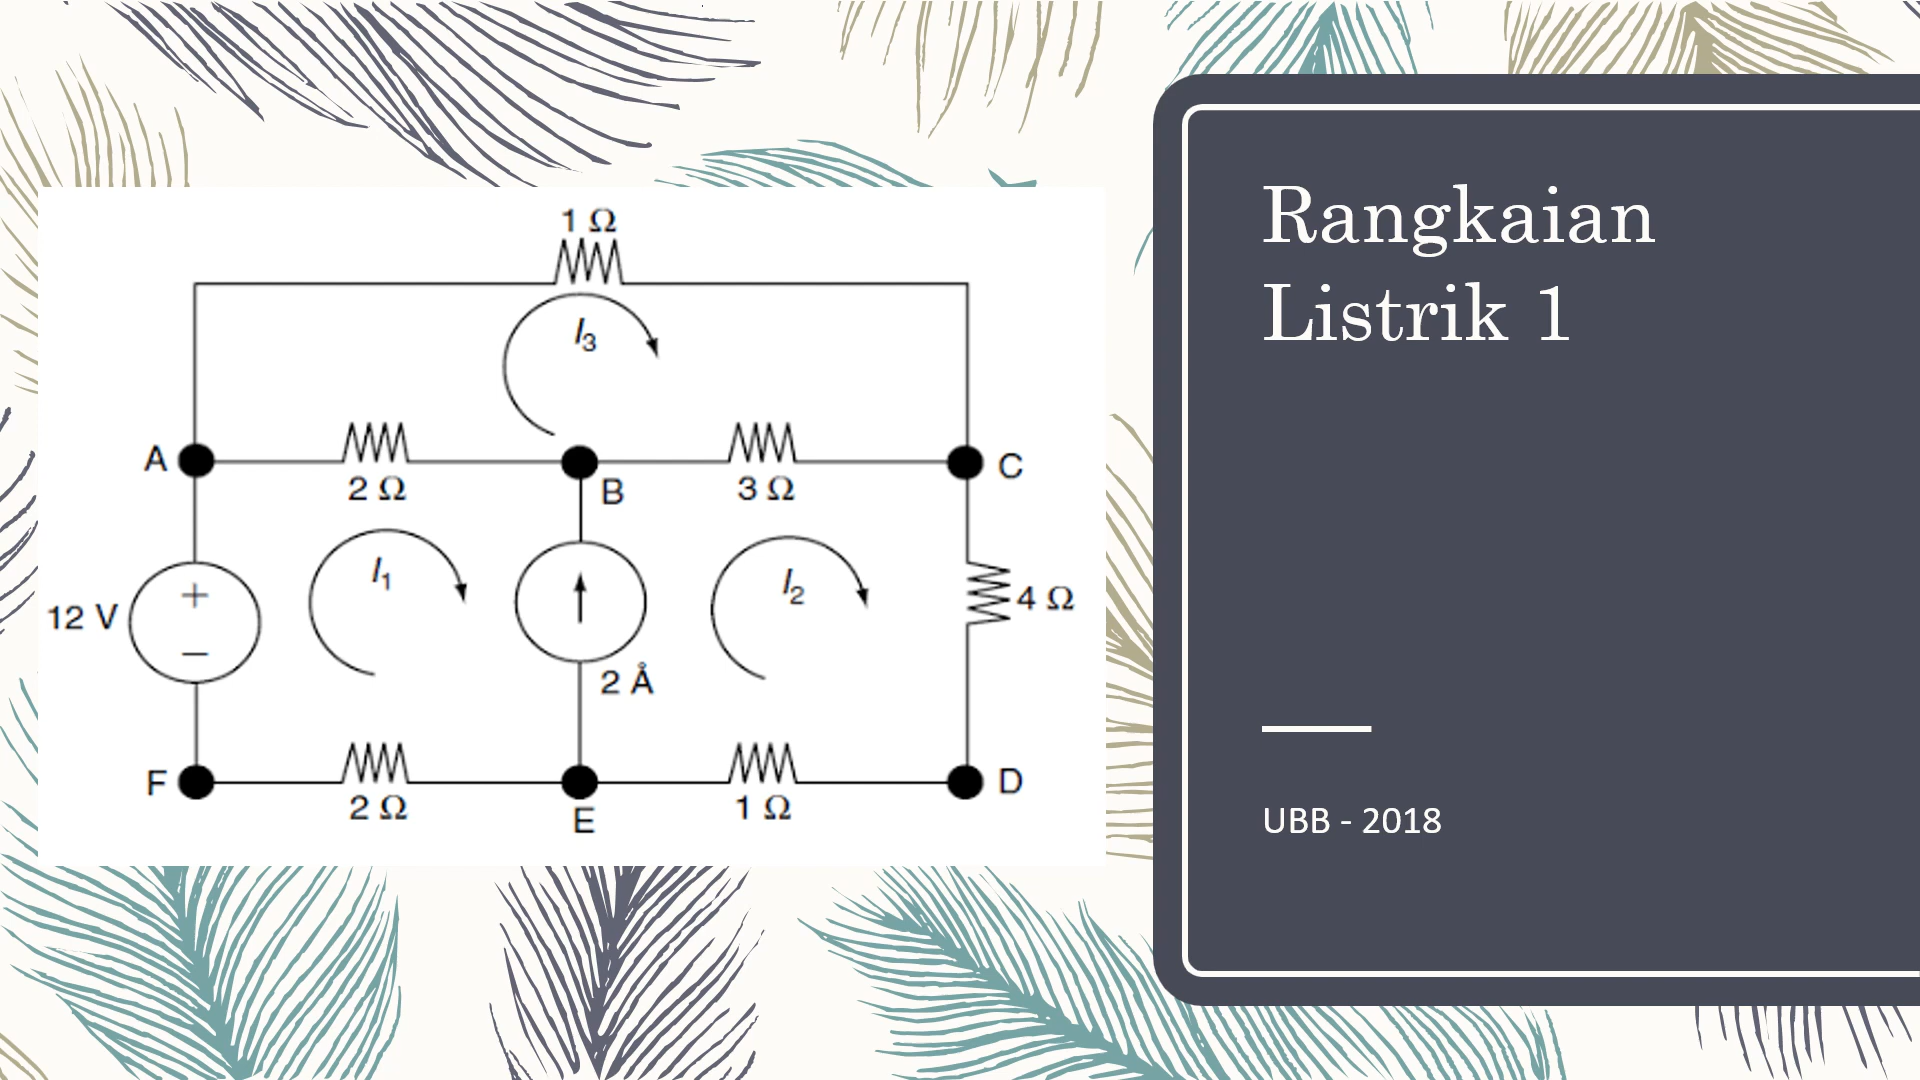 1 Ω
I₃
A
2 Ω
B
3 Ω
C
I₁
I₂
12 V
+
−
4 Ω
2 Å
F
2 Ω
E
1 Ω
D
Rangkaian
Listrik 1
UBB - 2018